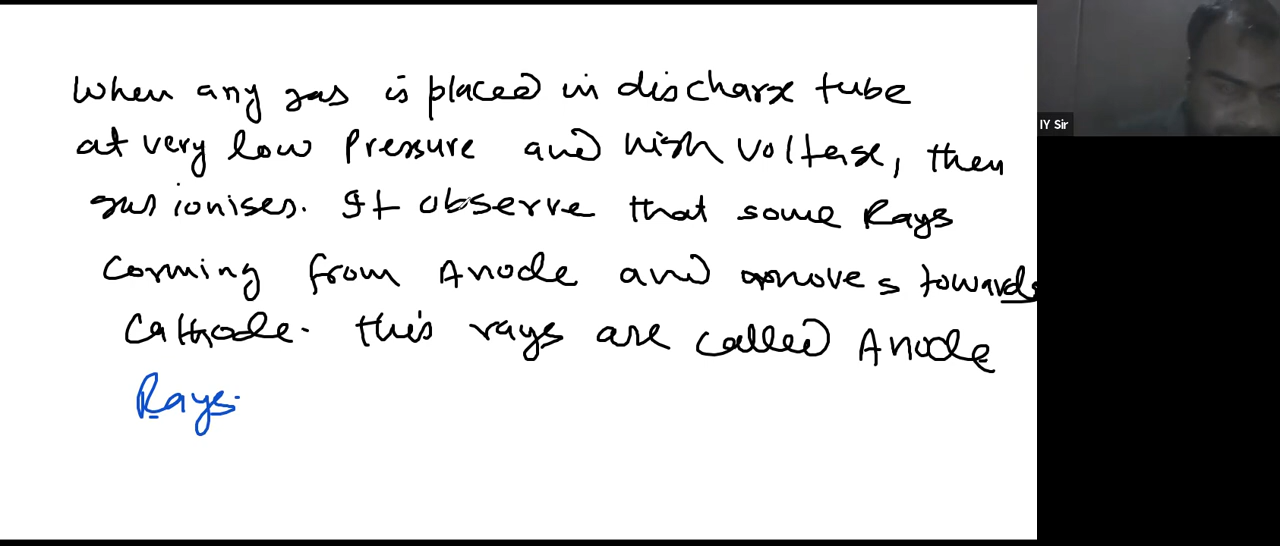 When any gas is placed in discharge tube
at very low Pressure and high voltage, then
gas ionises. It observe that some Rays
Comming from Anode and moves towards
Cathode. this rays are called Anode
Rays.
IY Sir